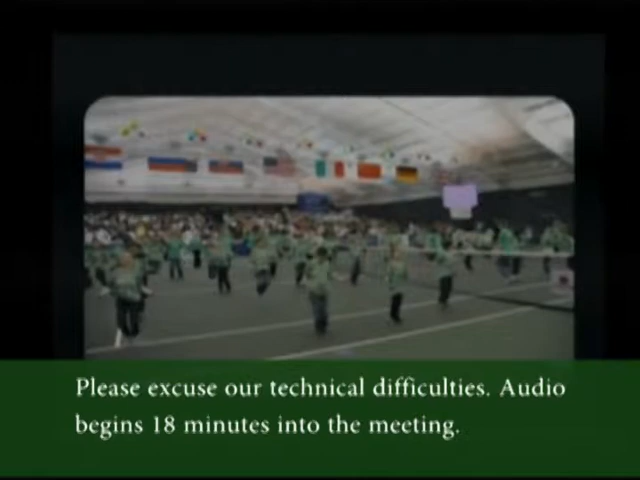 Please excuse our technical difficulties. Audio
begins 18 minutes into the meeting.